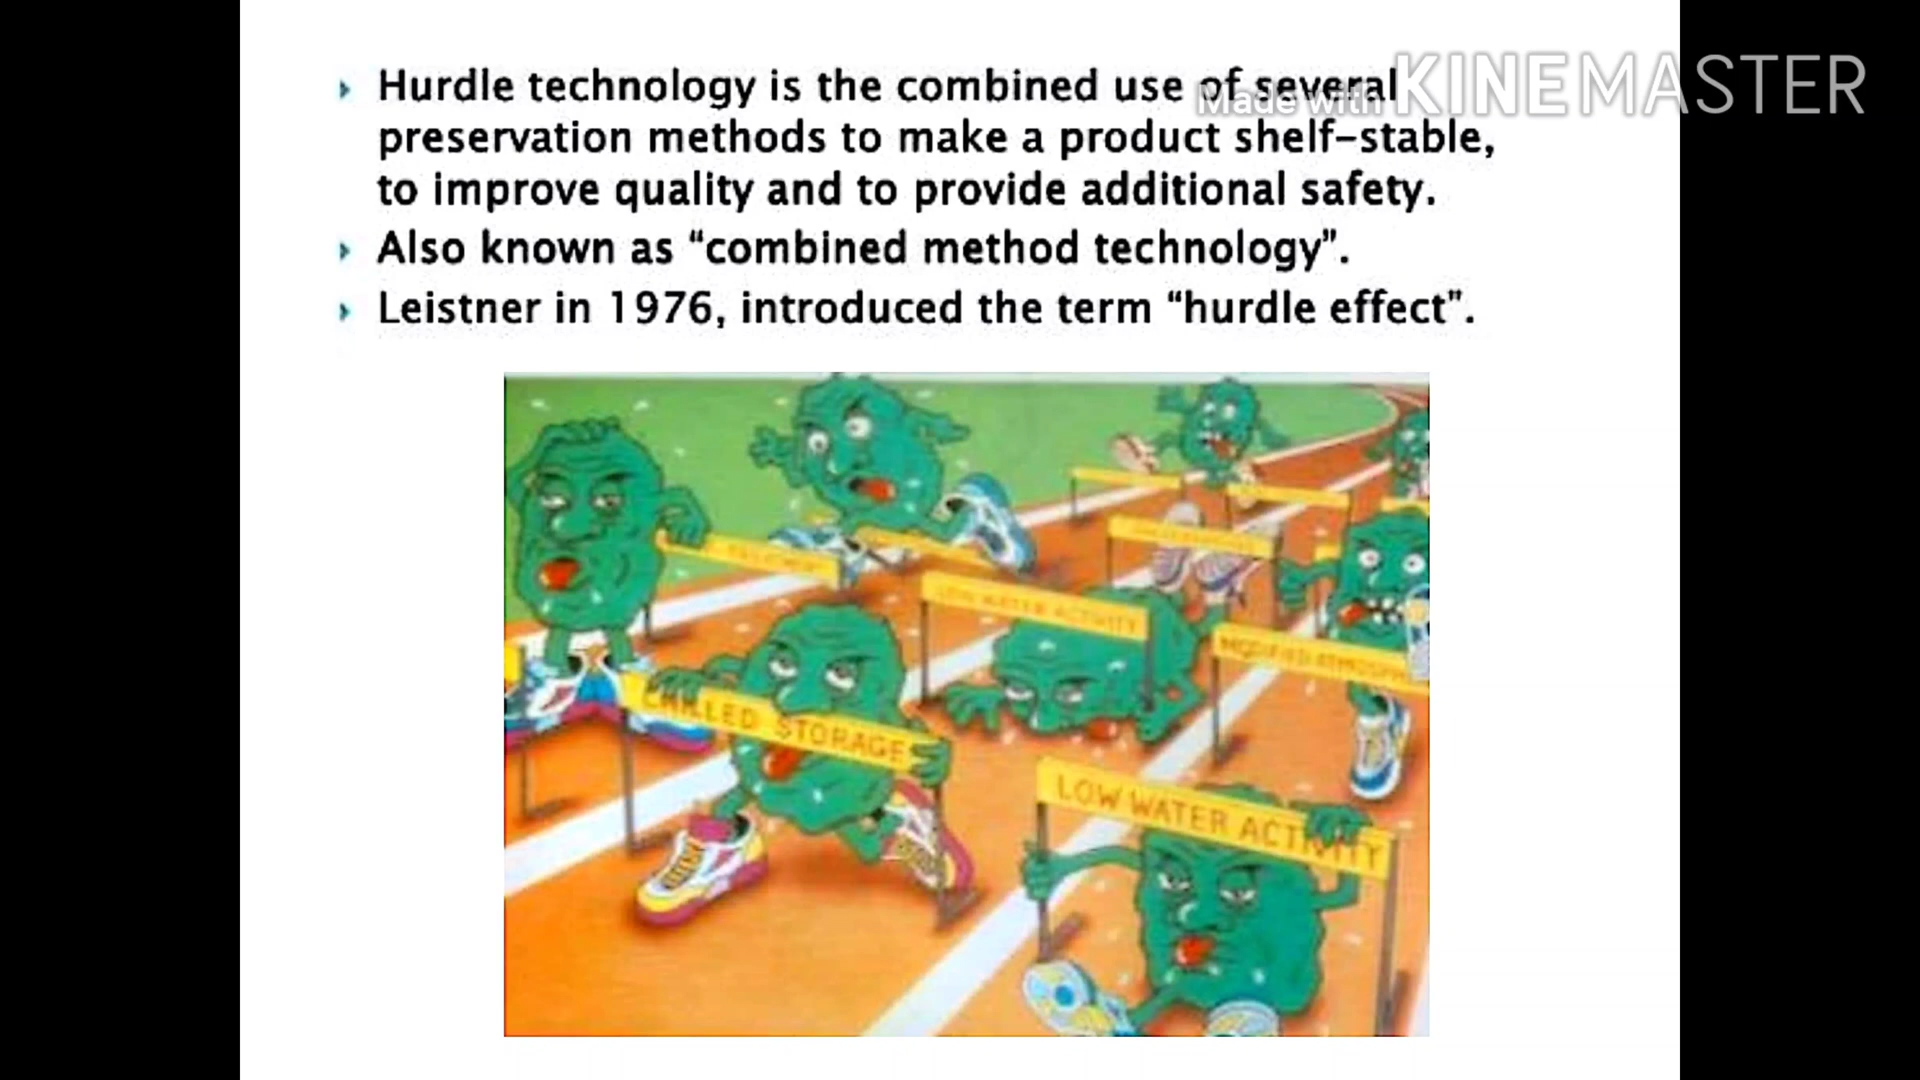 Hurdle technology is the combined use of several
preservation methods to make a product shelf-stable,
to improve quality and to provide additional safety.
Also known as “combined method technology”.
Leistner in 1976, introduced the term “hurdle effect”.
Made with KINEMASTER
LOW WATER ACTIVITY
MODIFIED
CHILLED STORAGE
LOW WATER ACTIVITY